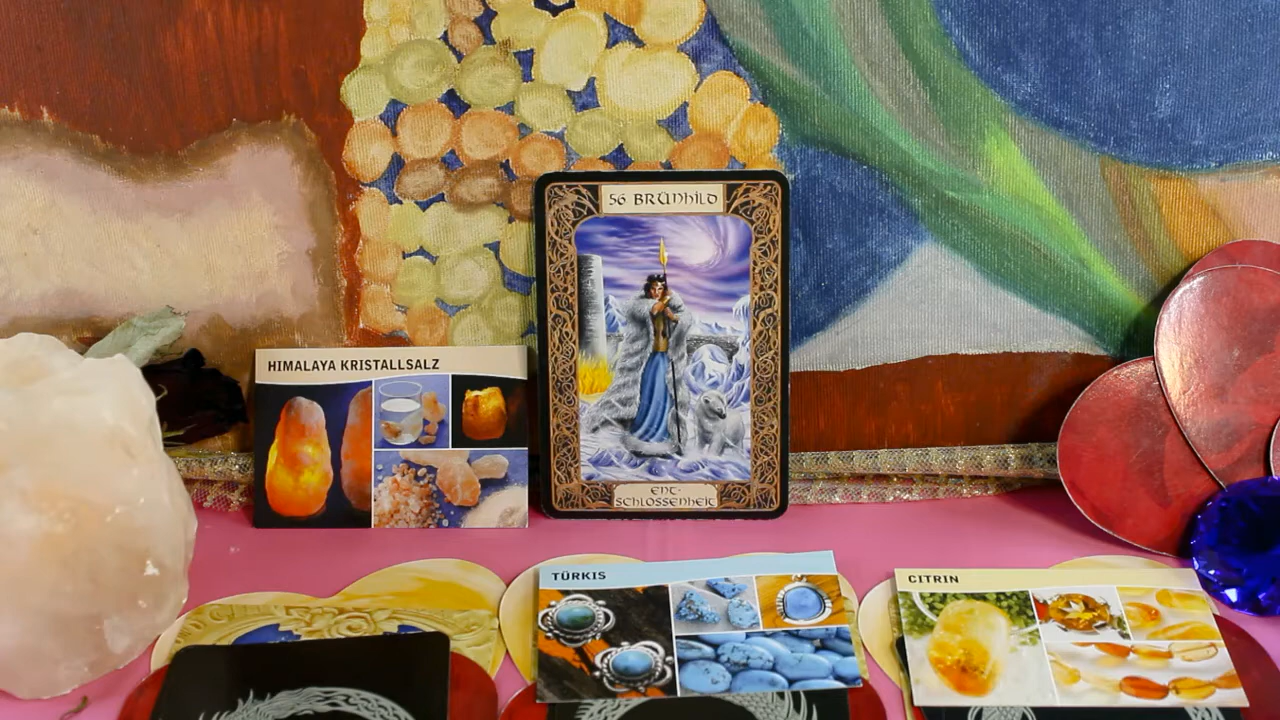 56 BRÜNHILD
HIMALAYA KRISTALLSALZ
ENT-
SCHLOSSENHEIT
TÜRKIS
CITRIN